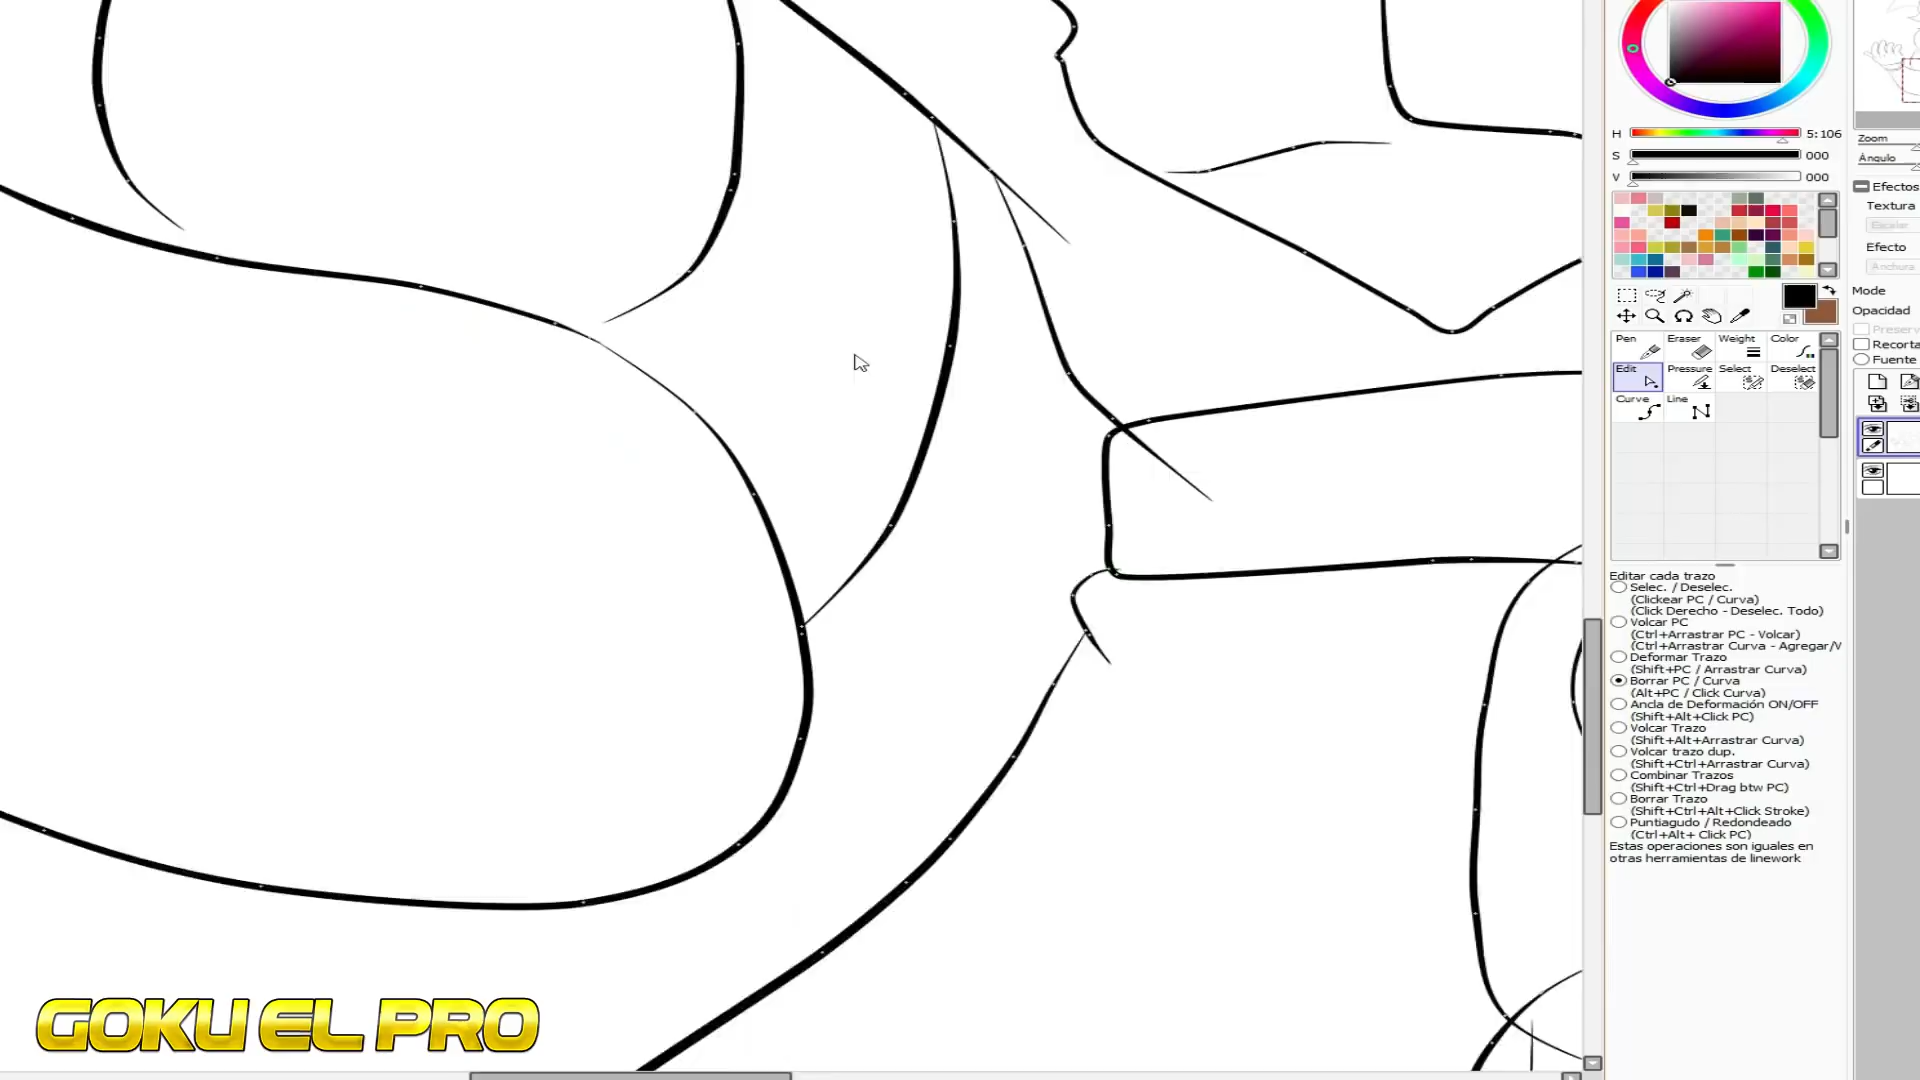 H 5:106
S 000
V 000
Zoom
Ángulo
Efectos
Textura
Escalar
Efecto
Anchura
Mode
Opacidad
Preserv
Recorta
Fuente
Pen Eraser Weight Color
Edit Pressure Select Deselect
Curve Line
Editar cada trazo
Selec. / Deselec.
(Clickear PC / Curva)
(Click Derecho - Deselec. Todo)
Volcar PC
(Ctrl+Arrastrar PC - Volcar)
(Ctrl+Arrastrar Curva - Agregar/V
Deformar Trazo
(Shift+PC / Arrastrar Curva)
Borrar PC / Curva
(Alt+PC / Click Curva)
Ancla de Deformación ON/OFF
(Shift+Alt+Click PC)
Volcar Trazo
(Shift+Alt+Arrastrar Curva)
Volcar trazo dup.
(Shift+Ctrl+Arrastrar Curva)
Combinar Trazos
(Shift+Ctrl+Drag btw PC)
Borrar Trazo
(Shift+Ctrl+Alt+Click Stroke)
Puntiagudo / Redondeado
(Ctrl+Alt+ Click PC)
Estas operaciones son iguales en
otras herramientas de linework
GOKU EL PRO